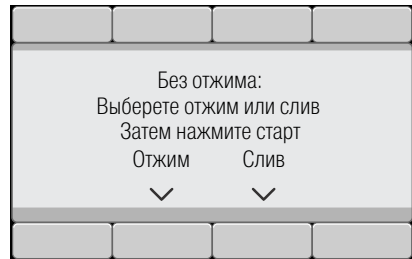 Без отжима:
Выберете отжим или слив
Затем нажмите старт
Отжим Слив